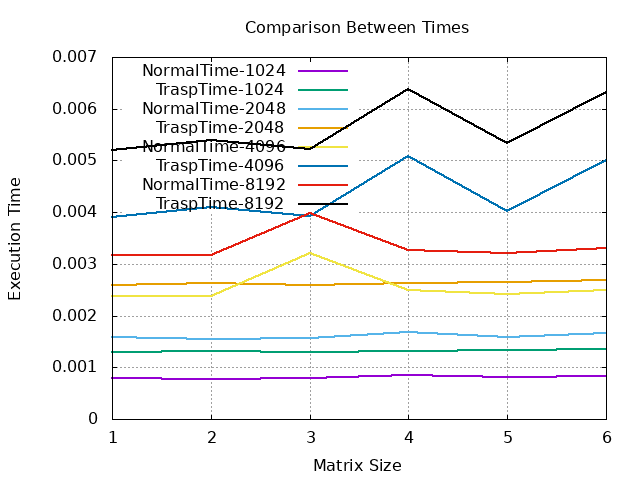 Comparison Between Times
0.007
0.006
0.005
0.004
0.003
0.002
0.001
0
Execution Time
NormalTime-1024
TraspTime-1024
NormalTime-2048
TraspTime-2048
NormalTime-4096
TraspTime-4096
NormalTime-8192
TraspTime-8192
1 2 3 4 5 6
Matrix Size